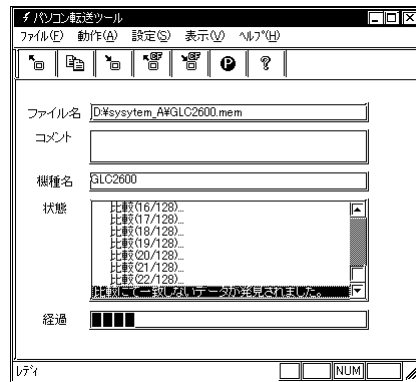 パソコン転送ツール
ファイル(F) 動作(A) 設定(S) 表示(V) ヘルプ(H)
P ?
ファイル名 D:¥sysytem_A¥GLC2600.mem
コメント
機種名 GLC2600
状態
比較(16/128)...
比較(17/128)...
比較(18/128)...
比較(19/128)...
比較(20/128)...
比較(21/128)...
比較(22/128)...
比較にて一致しないデータが発見されました。
経過
レディ NUM